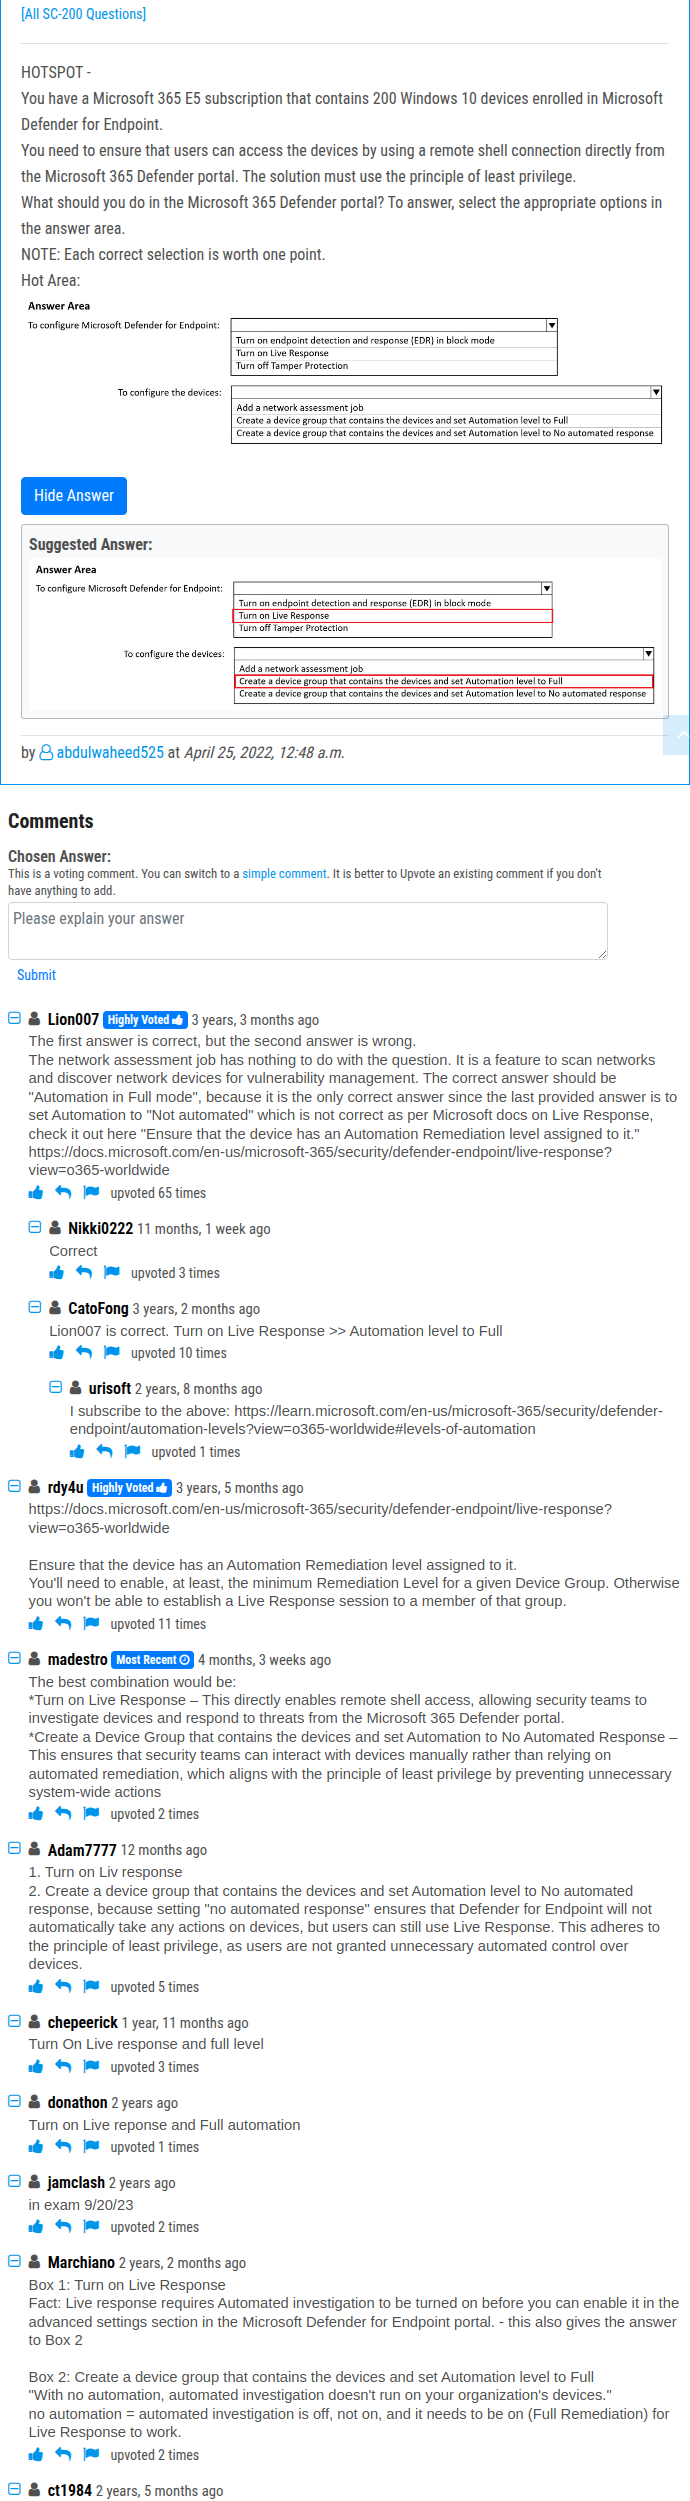 [All SC-200 Questions]
HOTSPOT -
You have a Microsoft 365 E5 subscription that contains 200 Windows 10 devices enrolled in Microsoft
Defender for Endpoint.
You need to ensure that users can access the devices by using a remote shell connection directly from
the Microsoft 365 Defender portal. The solution must use the principle of least privilege.
What should you do in the Microsoft 365 Defender portal? To answer, select the appropriate options in
the answer area.
NOTE: Each correct selection is worth one point.
Hot Area:
Answer Area
To configure Microsoft Defender for Endpoint:
Turn on endpoint detection and response (EDR) in block mode
Turn on Live Response
Turn off Tamper Protection
To configure the devices:
Add a network assessment job
Create a device group that contains the devices and set Automation level to Full
Create a device group that contains the devices and set Automation level to No automated response
Hide Answer
Suggested Answer:
Answer Area
To configure Microsoft Defender for Endpoint:
Turn on endpoint detection and response (EDR) in block mode
Turn on Live Response
Turn off Tamper Protection
To configure the devices:
Add a network assessment job
Create a device group that contains the devices and set Automation level to Full
Create a device group that contains the devices and set Automation level to No automated response
by abdulwaheed525 at April 25, 2022, 12:48 a.m.
Comments
Chosen Answer:
This is a voting comment. You can switch to a simple comment. It is better to Upvote an existing comment if you don't
have anything to add.
Please explain your answer
Submit
Lion007 Highly Voted 3 years, 3 months ago
The first answer is correct, but the second answer is wrong.
The network assessment job has nothing to do with the question. It is a feature to scan networks
and discover network devices for vulnerability management. The correct answer should be
"Automation in Full mode", because it is the only correct answer since the last provided answer is to
set Automation to "Not automated" which is not correct as per Microsoft docs on Live Response,
check it out here "Ensure that the device has an Automation Remediation level assigned to it."
https://docs.microsoft.com/en-us/microsoft-365/security/defender-endpoint/live-response?
view=o365-worldwide
upvoted 65 times
Nikki0222 11 months, 1 week ago
Correct
upvoted 3 times
CatoFong 3 years, 2 months ago
Lion007 is correct. Turn on Live Response >> Automation level to Full
upvoted 10 times
urisoft 2 years, 8 months ago
I subscribe to the above: https://learn.microsoft.com/en-us/microsoft-365/security/defender-
endpoint/automation-levels?view=o365-worldwide#levels-of-automation
upvoted 1 times
rdy4u Highly Voted 3 years, 5 months ago
https://docs.microsoft.com/en-us/microsoft-365/security/defender-endpoint/live-response?
view=o365-worldwide
Ensure that the device has an Automation Remediation level assigned to it.
You'll need to enable, at least, the minimum Remediation Level for a given Device Group. Otherwise
you won't be able to establish a Live Response session to a member of that group.
upvoted 11 times
madestro Most Recent 4 months, 3 weeks ago
The best combination would be:
*Turn on Live Response – This directly enables remote shell access, allowing security teams to
investigate devices and respond to threats from the Microsoft 365 Defender portal.
*Create a Device Group that contains the devices and set Automation to No Automated Response –
This ensures that security teams can interact with devices manually rather than relying on
automated remediation, which aligns with the principle of least privilege by preventing unnecessary
system-wide actions
upvoted 2 times
Adam7777 12 months ago
1. Turn on Liv response
2. Create a device group that contains the devices and set Automation level to No automated
response, because setting "no automated response" ensures that Defender for Endpoint will not
automatically take any actions on devices, but users can still use Live Response. This adheres to
the principle of least privilege, as users are not granted unnecessary automated control over
devices.
upvoted 5 times
chepeerick 1 year, 11 months ago
Turn On Live response and full level
upvoted 3 times
donathon 2 years ago
Turn on Live reponse and Full automation
upvoted 1 times
jamclash 2 years ago
in exam 9/20/23
upvoted 2 times
Marchiano 2 years, 2 months ago
Box 1: Turn on Live Response
Fact: Live response requires Automated investigation to be turned on before you can enable it in the
advanced settings section in the Microsoft Defender for Endpoint portal. - this also gives the answer
to Box 2
Box 2: Create a device group that contains the devices and set Automation level to Full
"With no automation, automated investigation doesn't run on your organization's devices."
no automation = automated investigation is off, not on, and it needs to be on (Full Remediation) for
Live Response to work.
upvoted 2 times
ct1984 2 years, 5 months ago